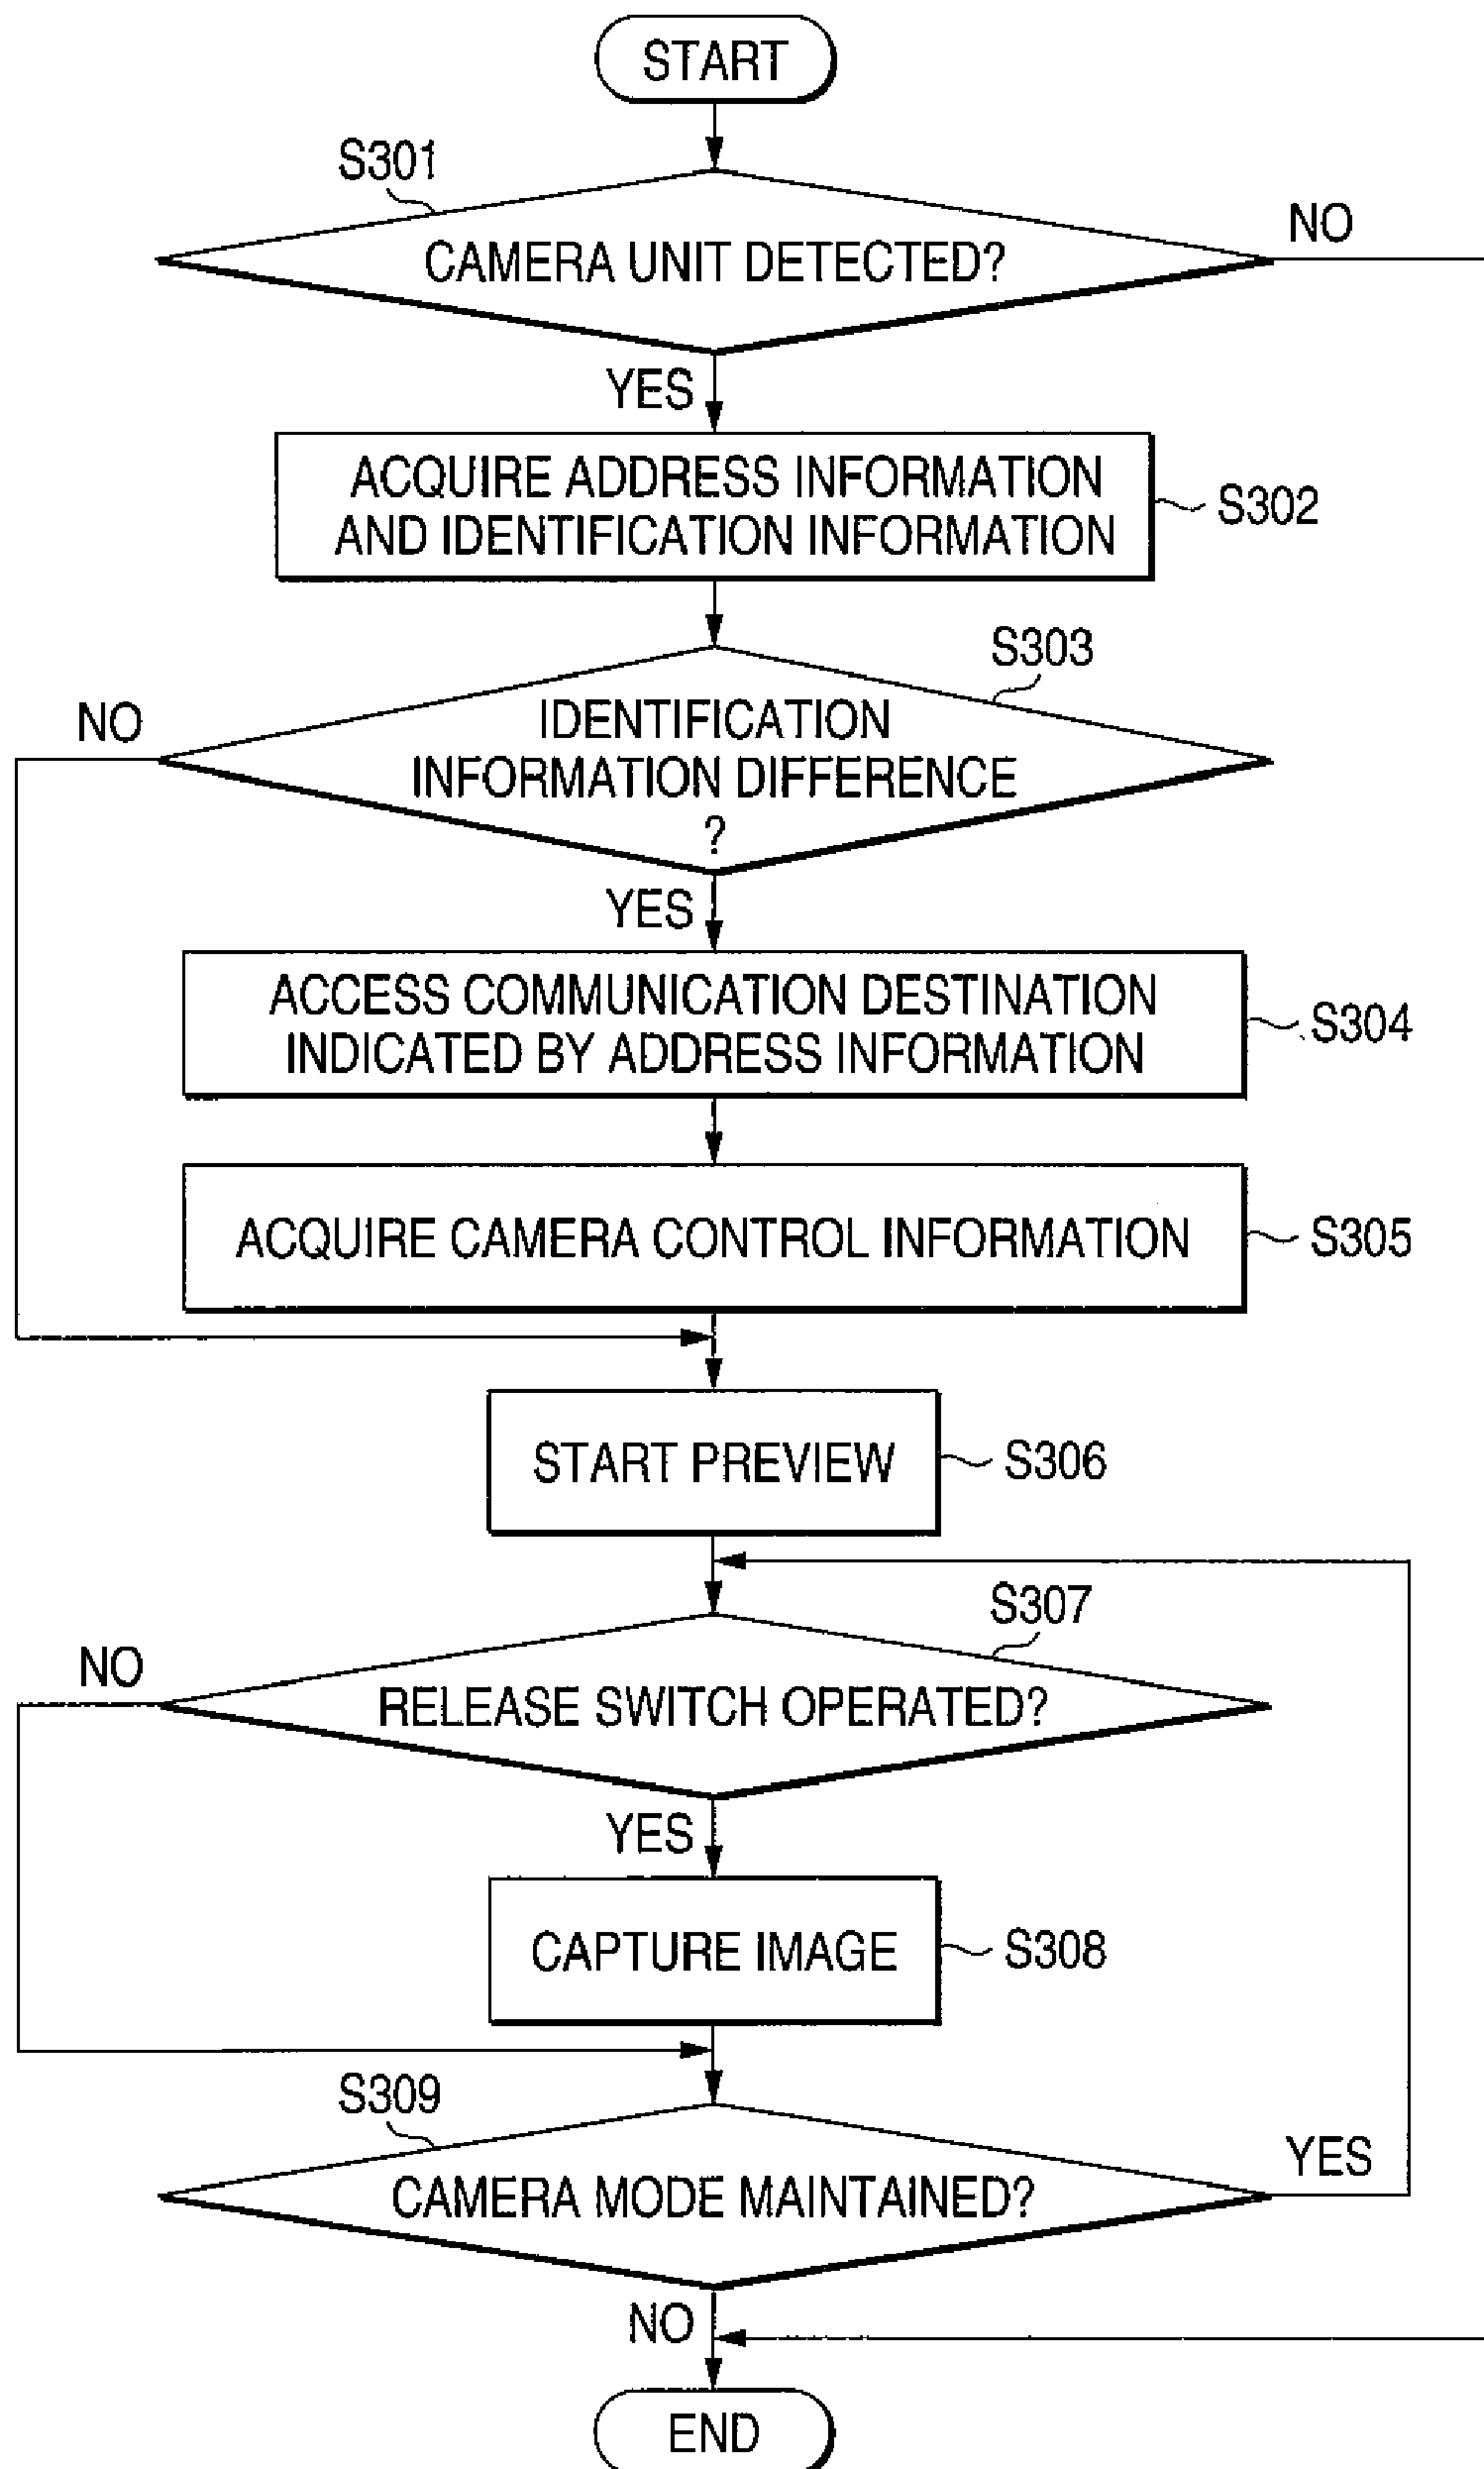 START
S301
NO
CAMERA UNIT DETECTED?
YES
ACQUIRE ADDRESS INFORMATION
AND IDENTIFICATION INFORMATION
S302
S303
NO
IDENTIFICATION
INFORMATION DIFFERENCE
?
YES
ACCESS COMMUNICATION DESTINATION
INDICATED BY ADDRESS INFORMATION
S304
ACQUIRE CAMERA CONTROL INFORMATION
S305
START PREVIEW
S306
S307
NO
RELEASE SWITCH OPERATED?
YES
CAPTURE IMAGE
S308
S309
YES
CAMERA MODE MAINTAINED?
NO
END